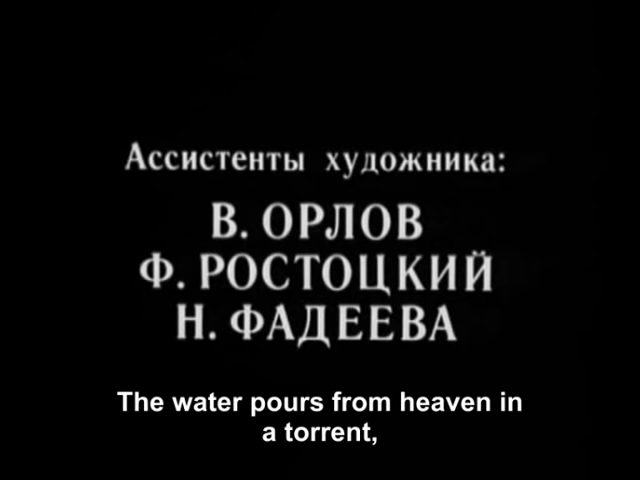 Ассистенты художника:
В. ОРЛОВ
Ф. РОСТОЦКИЙ
Н. ФАДЕЕВА
The water pours from heaven in
a torrent,